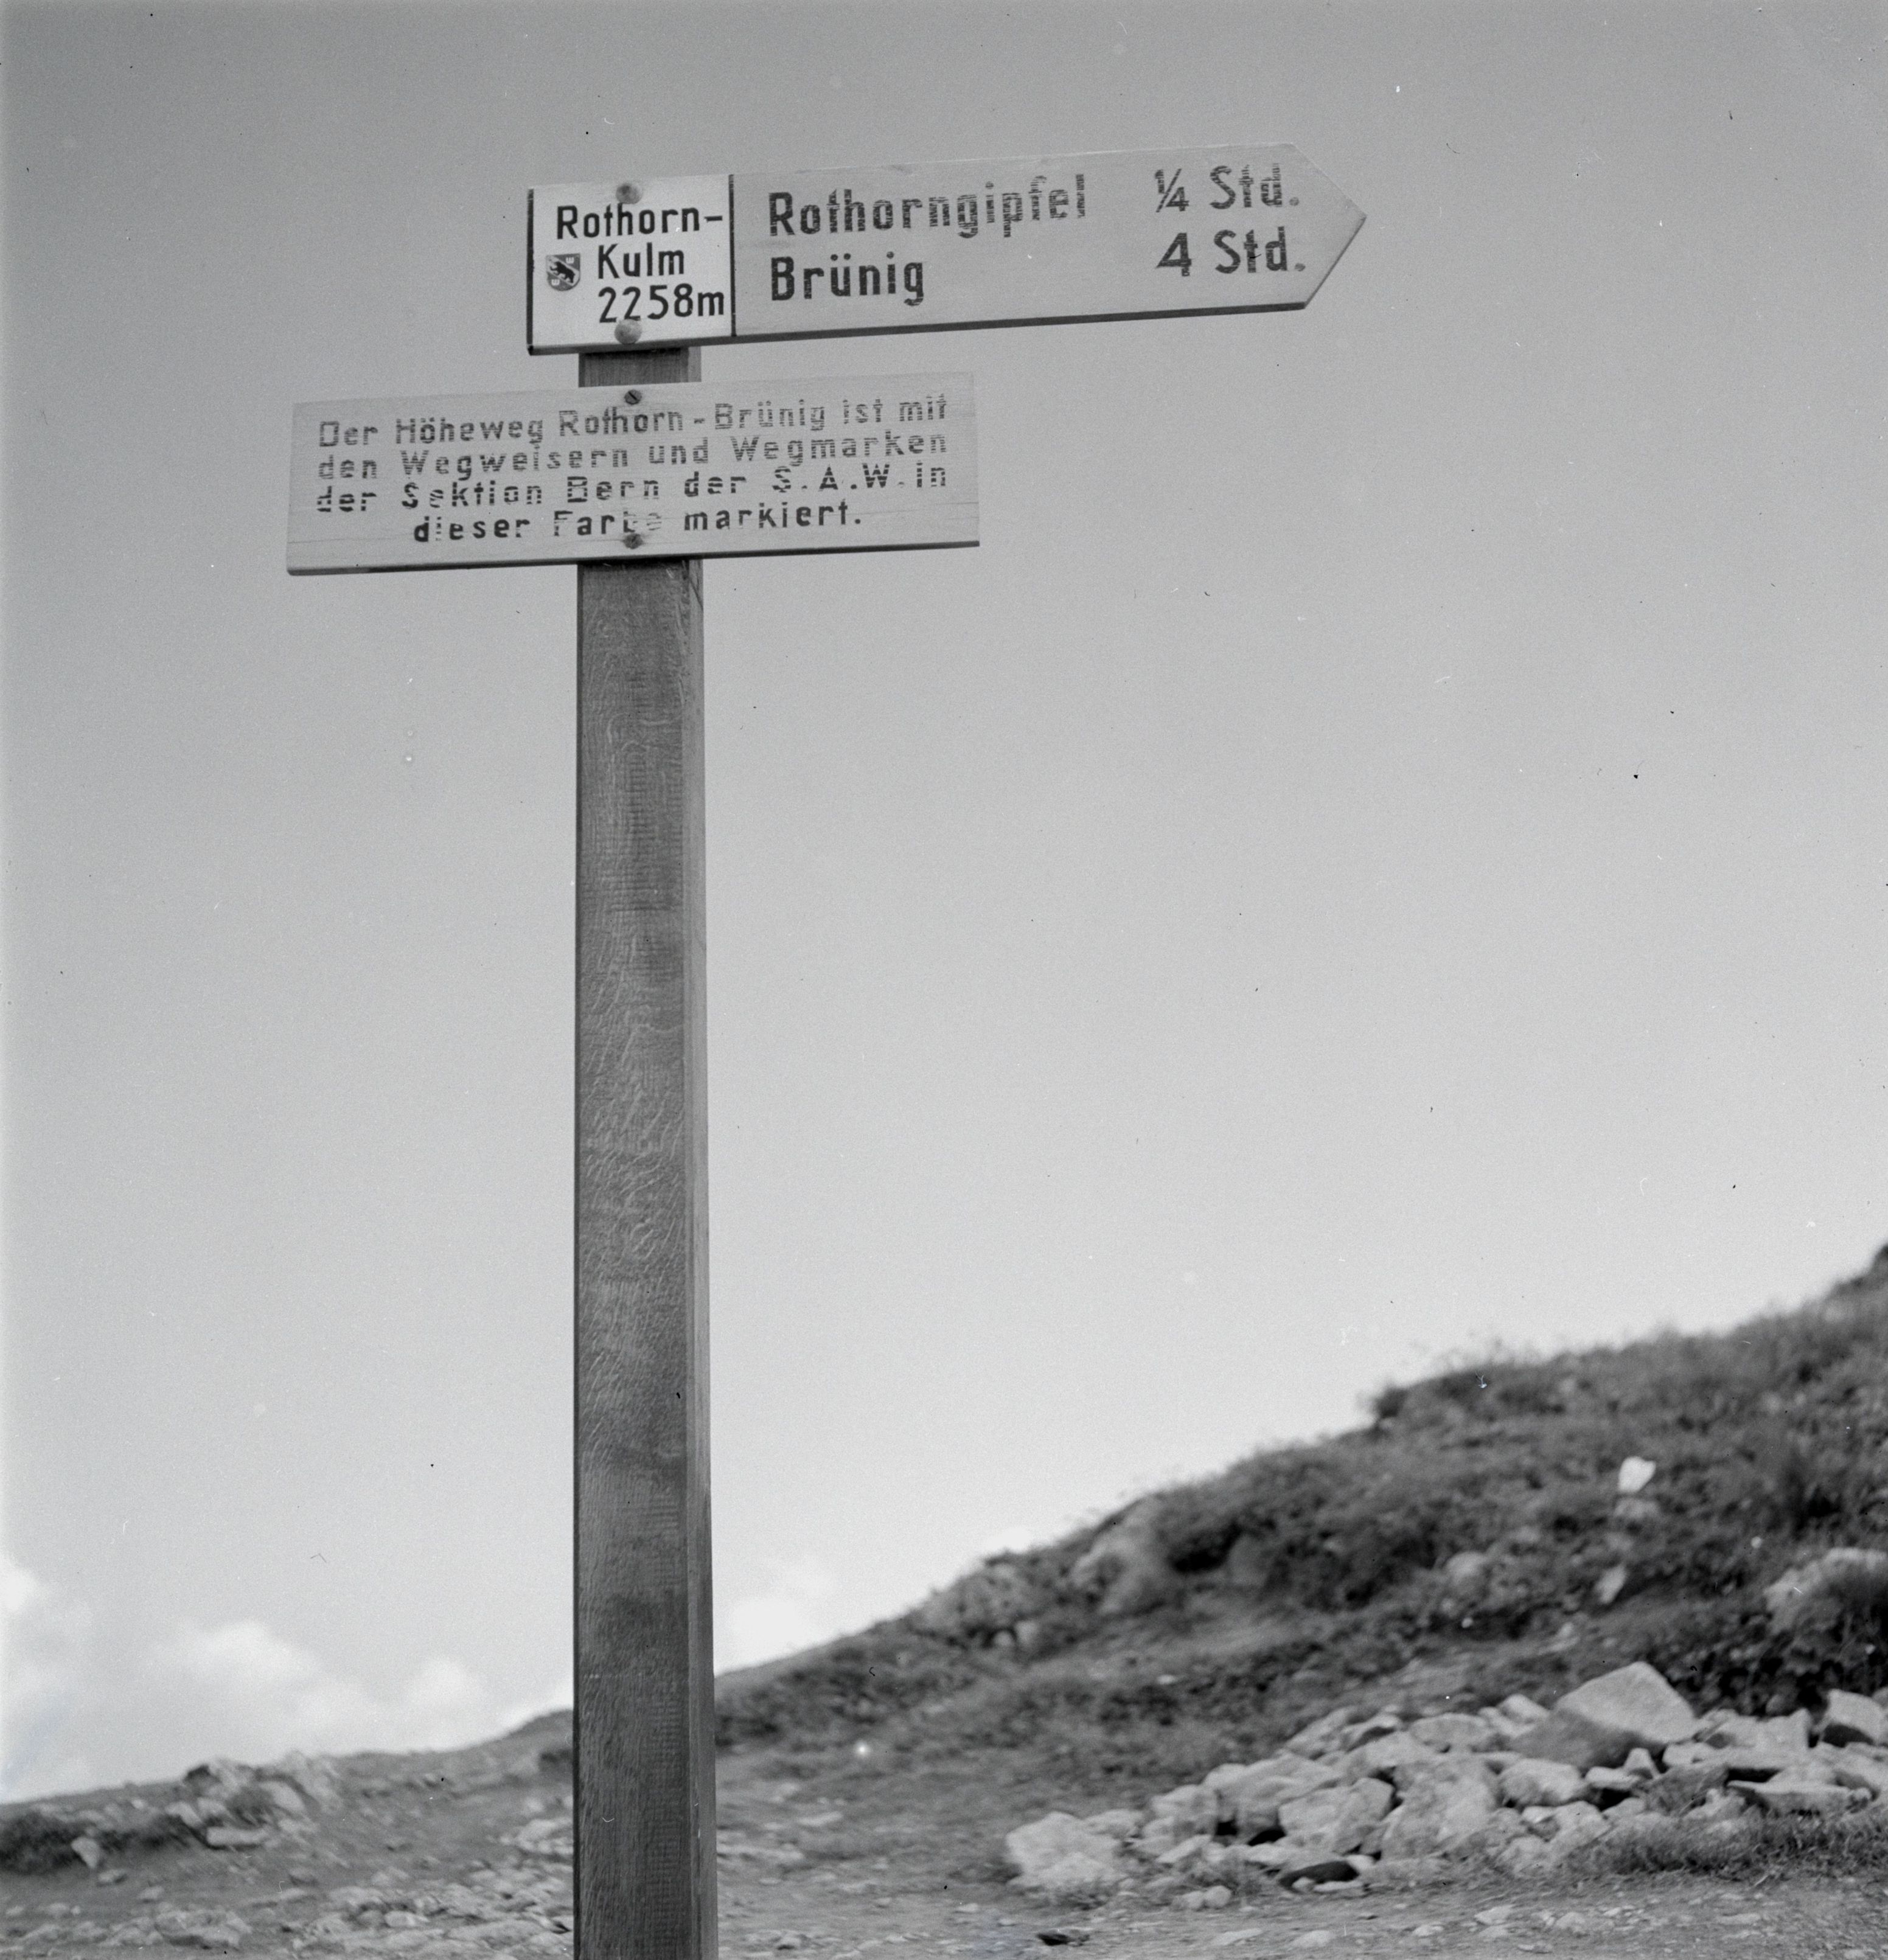 Rothorn-
Kulm
2258m
Rothorngipfel ¼ Std.
Brünig 4 Std.
Der Höheweg Rothorn-Brünig ist mit
den Wegweisern und Wegmarken
der Sektion Bern der S.A.W. in
dieser Farbe markiert.